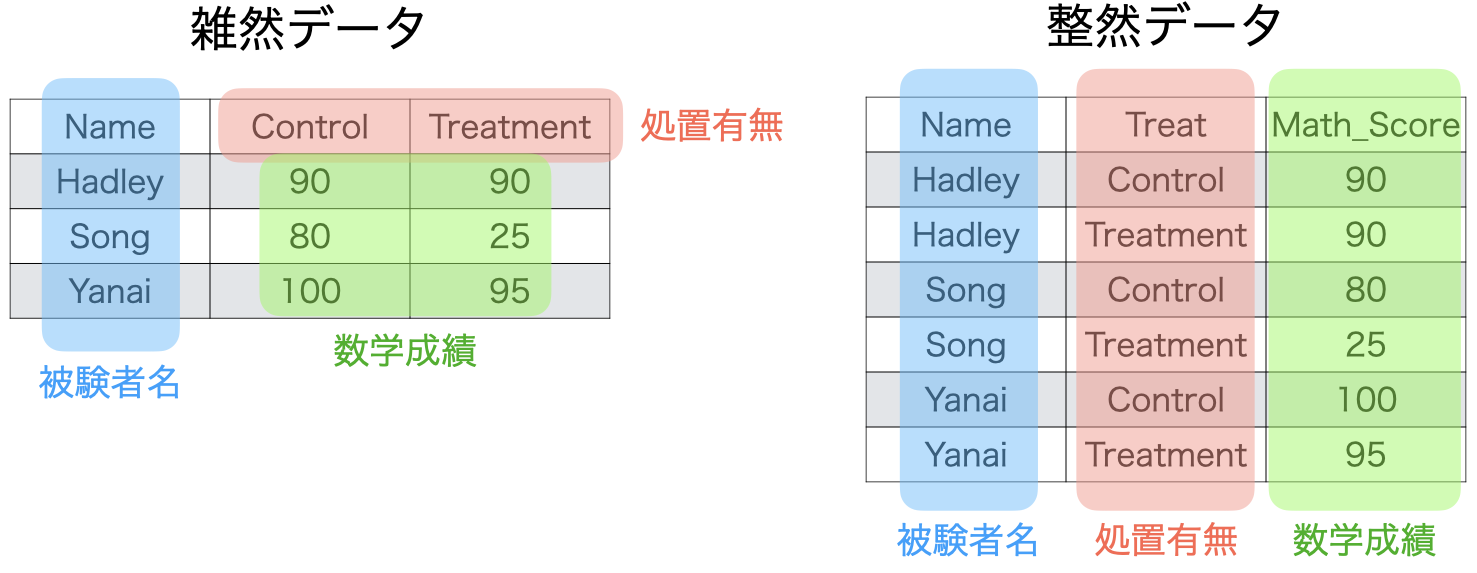 雑然データ
Name Control Treatment 処置有無
Hadley 90 90
Song 80 25
Yanai 100 95
数学成績
被験者名
整然データ
Name Treat Math_Score
Hadley Control 90
Hadley Treatment 90
Song Control 80
Song Treatment 25
Yanai Control 100
Yanai Treatment 95
被験者名 処置有無 数学成績